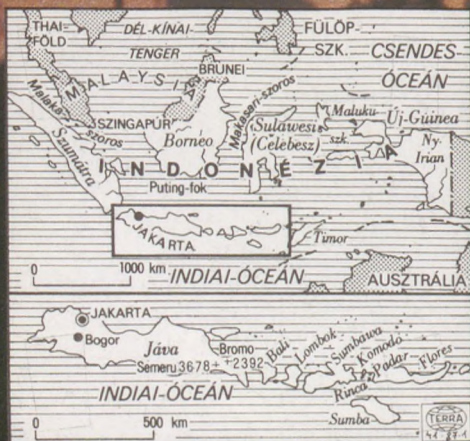 THAI-
FÖLD
DÉL-KÍNAI-
TENGER
FÜLÖP-
SZK.
CSENDES-
ÓCEÁN
MALAYSIA
BRUNEI
Malaka-szoros
SZINGAPÚR
Szumátra
Borneó
Makasari-szoros
Sulawesi
(Celebesz)
Maluku
szk.
Új-Guinea
Ny.-
Irian
INDONÉZIA
Puting-fok
JAKARTA
Timor
0 1000 km
INDIAI-ÓCEÁN
AUSZTRÁLIA
JAKARTA
Bogor
Jáva
Bromo
2392
Semeru 3678
Bali
Lombok
Sumbawa
Komodo
Padar
Flores
Rinca
Sumba
INDIAI-ÓCEÁN
0 500 km
TERRA